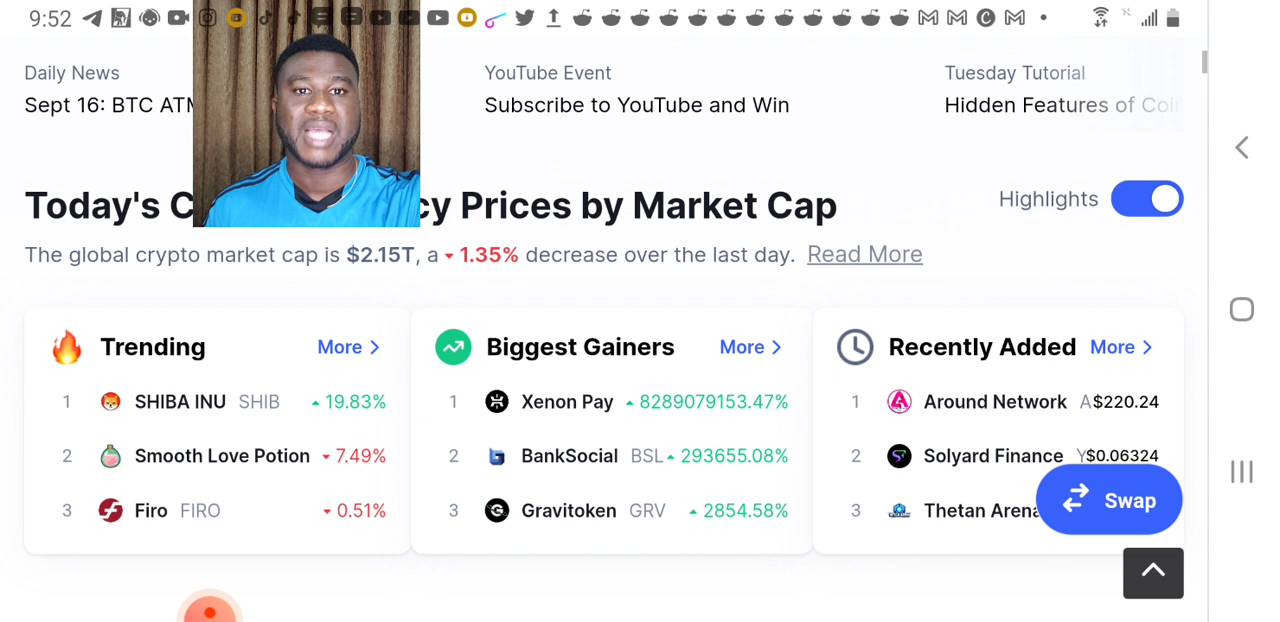 9:52
Daily News
Sept 16: BTC ATM
YouTube Event
Subscribe to YouTube and Win
Tuesday Tutorial
Hidden Features of Coin
Today's C cy Prices by Market Cap
Highlights
The global crypto market cap is $2.15T, a 1.35% decrease over the last day. Read More
Trending More
1 SHIBA INU SHIB 19.83%
2 Smooth Love Potion 7.49%
3 Firo FIRO 0.51%
Biggest Gainers More
1 Xenon Pay 8289079153.47%
2 BankSocial BSL 293655.08%
3 Gravitoken GRV 2854.58%
Recently Added More
1 Around Network A $220.24
2 Solyard Finance Y $0.06324
3 Thetan Arena
Swap